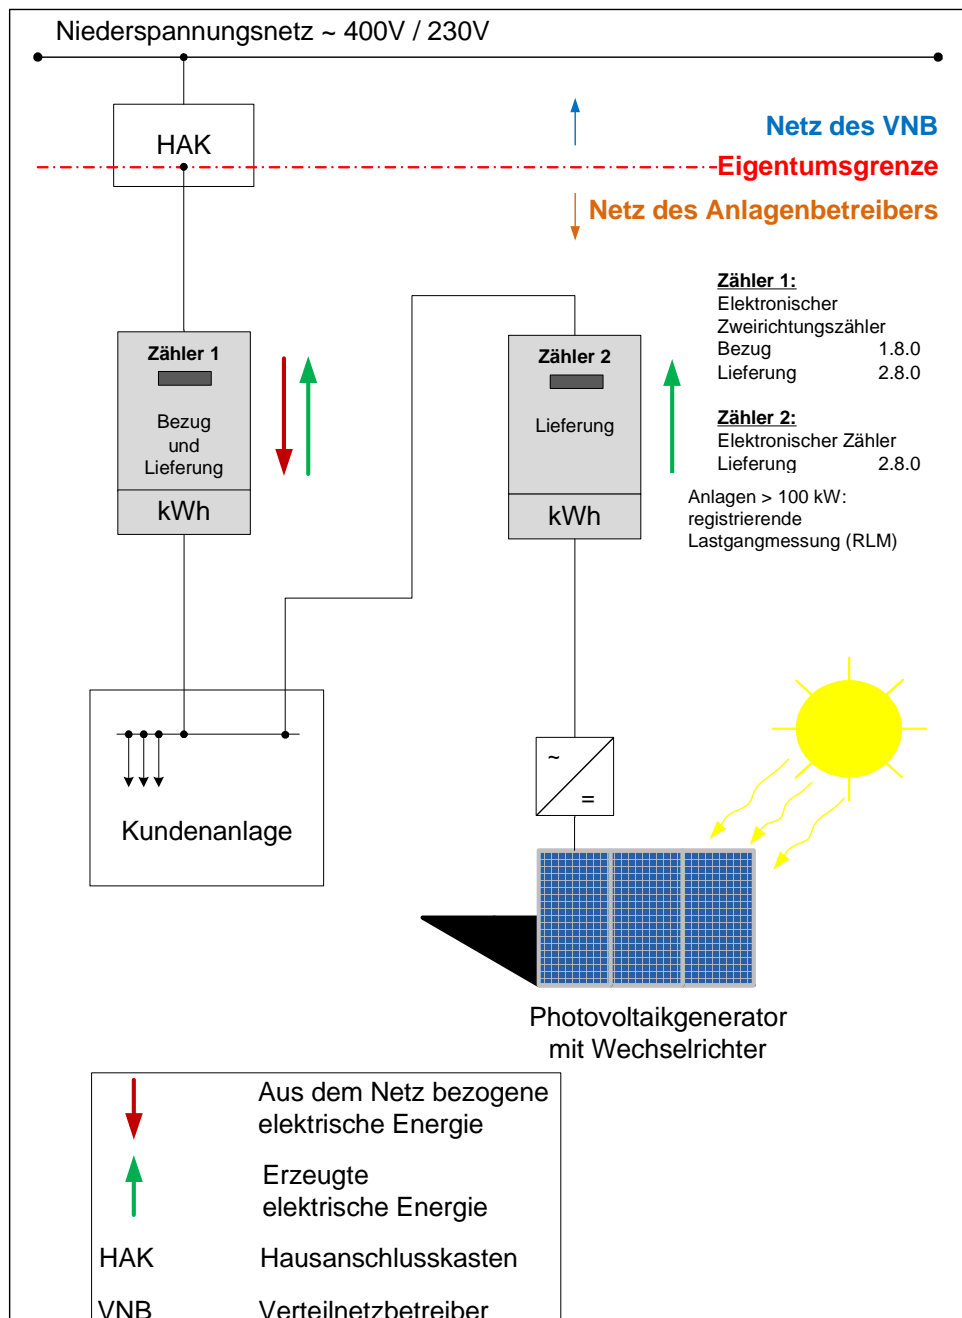 Niederspannungsnetz ~ 400V / 230V
HAK
Netz des VNB
Eigentumsgrenze
Netz des Anlagenbetreibers
Zähler 1
Bezug
und
Lieferung
kWh
Zähler 2
Lieferung
kWh
Zähler 1:
Elektronischer
Zweirichtungszähler
Bezug 1.8.0
Lieferung 2.8.0
Zähler 2:
Elektronischer Zähler
Lieferung 2.8.0
Anlagen > 100 kW:
registrierende
Lastgangmessung (RLM)
Kundenanlage
~
=
Photovoltaikgenerator
mit Wechselrichter
Aus dem Netz bezogene
elektrische Energie
Erzeugte
elektrische Energie
HAK Hausanschlusskasten
VNB Verteilnetzbetreiber